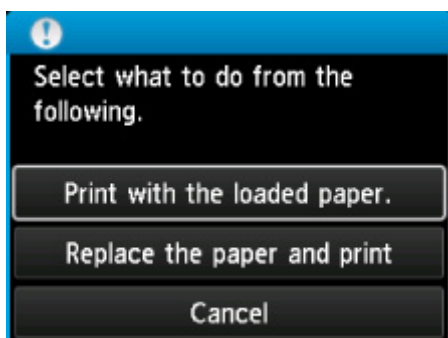 Select what to do from the
following.
Print with the loaded paper.
Replace the paper and print
Cancel